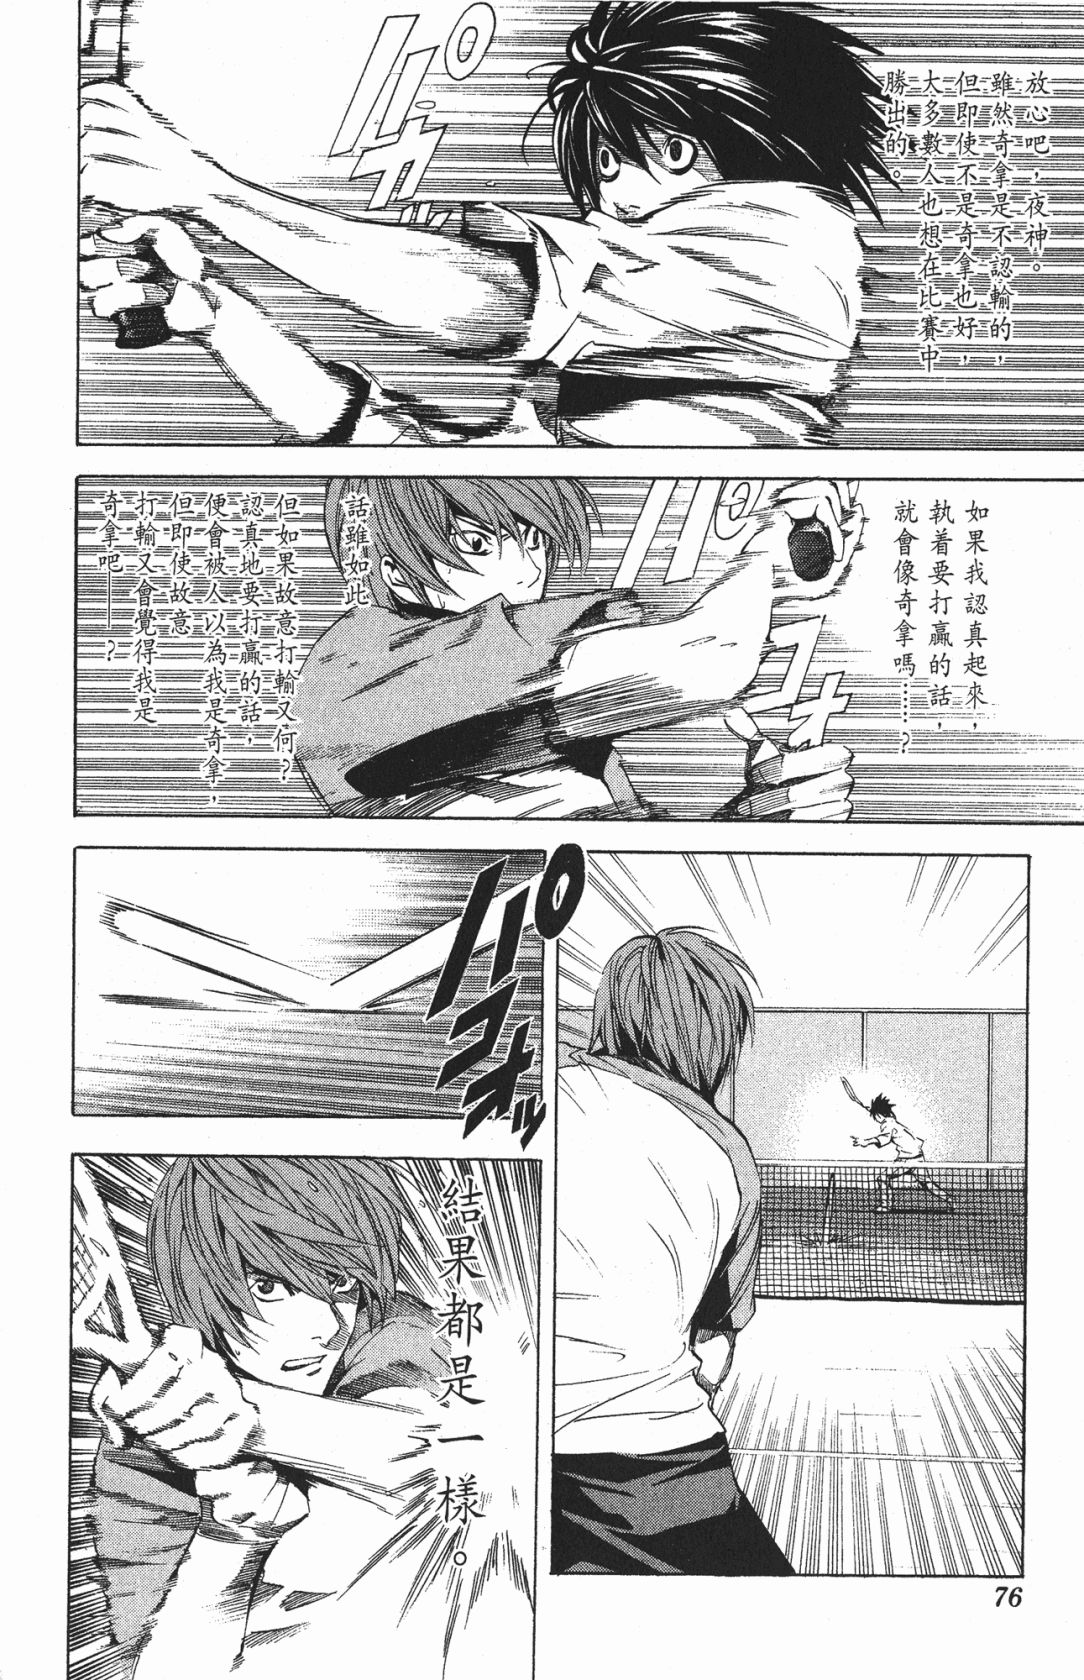 放心吧，夜神。
雖然奇拿是不認輸的，
但即使不是奇拿也好，
大多數人也想在比賽中
勝出的。
パカッ
如果我認真起來，
執着要打贏的話，
就會像奇拿嗎……？
パカォ
話雖如此
但如果故意打輸又何？
認真地要打贏的話，
便會被人以為我是奇拿，
但即使故意
打輸又會覺得我是
奇拿吧——？
パコォッ
結果都是一樣。
76